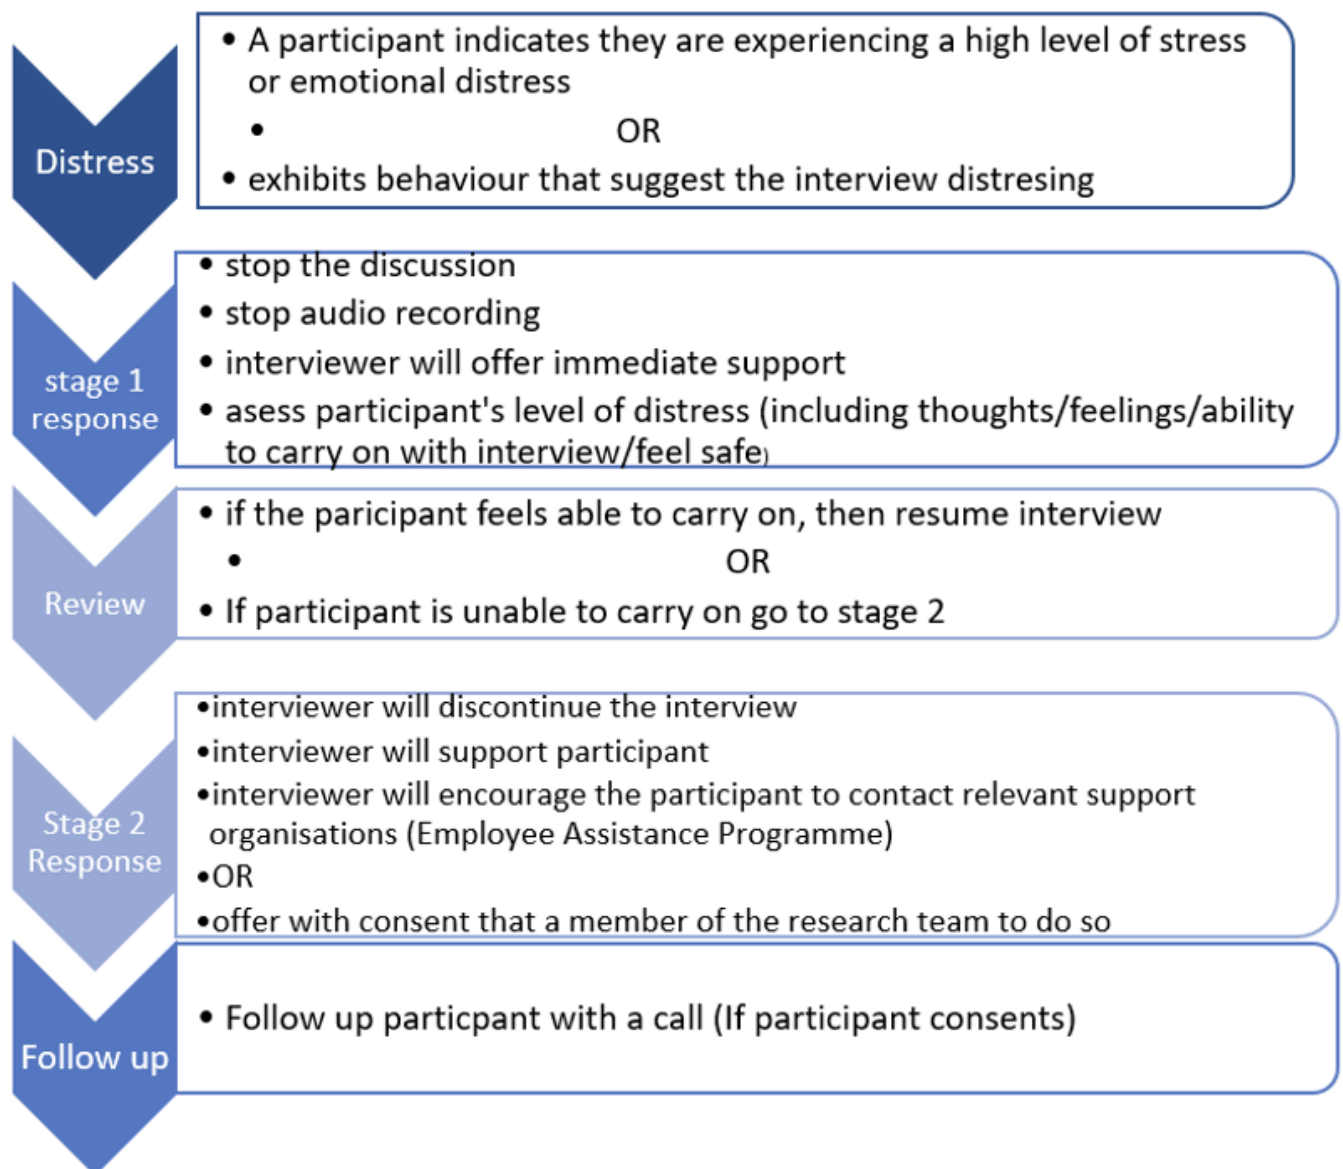 Distress
• A participant indicates they are experiencing a high level of stress
or emotional distress
• OR
• exhibits behaviour that suggest the interview distresing
stage 1
response
• stop the discussion
• stop audio recording
• interviewer will offer immediate support
• asess participant's level of distress (including thoughts/feelings/ability
to carry on with interview/feel safe)
Review
• if the paricipant feels able to carry on, then resume interview
• OR
• If participant is unable to carry on go to stage 2
Stage 2
Response
•interviewer will discontinue the interview
•interviewer will support participant
•interviewer will encourage the participant to contact relevant support
organisations (Employee Assistance Programme)
•OR
•offer with consent that a member of the research team to do so
Follow up
• Follow up particpant with a call (If participant consents)